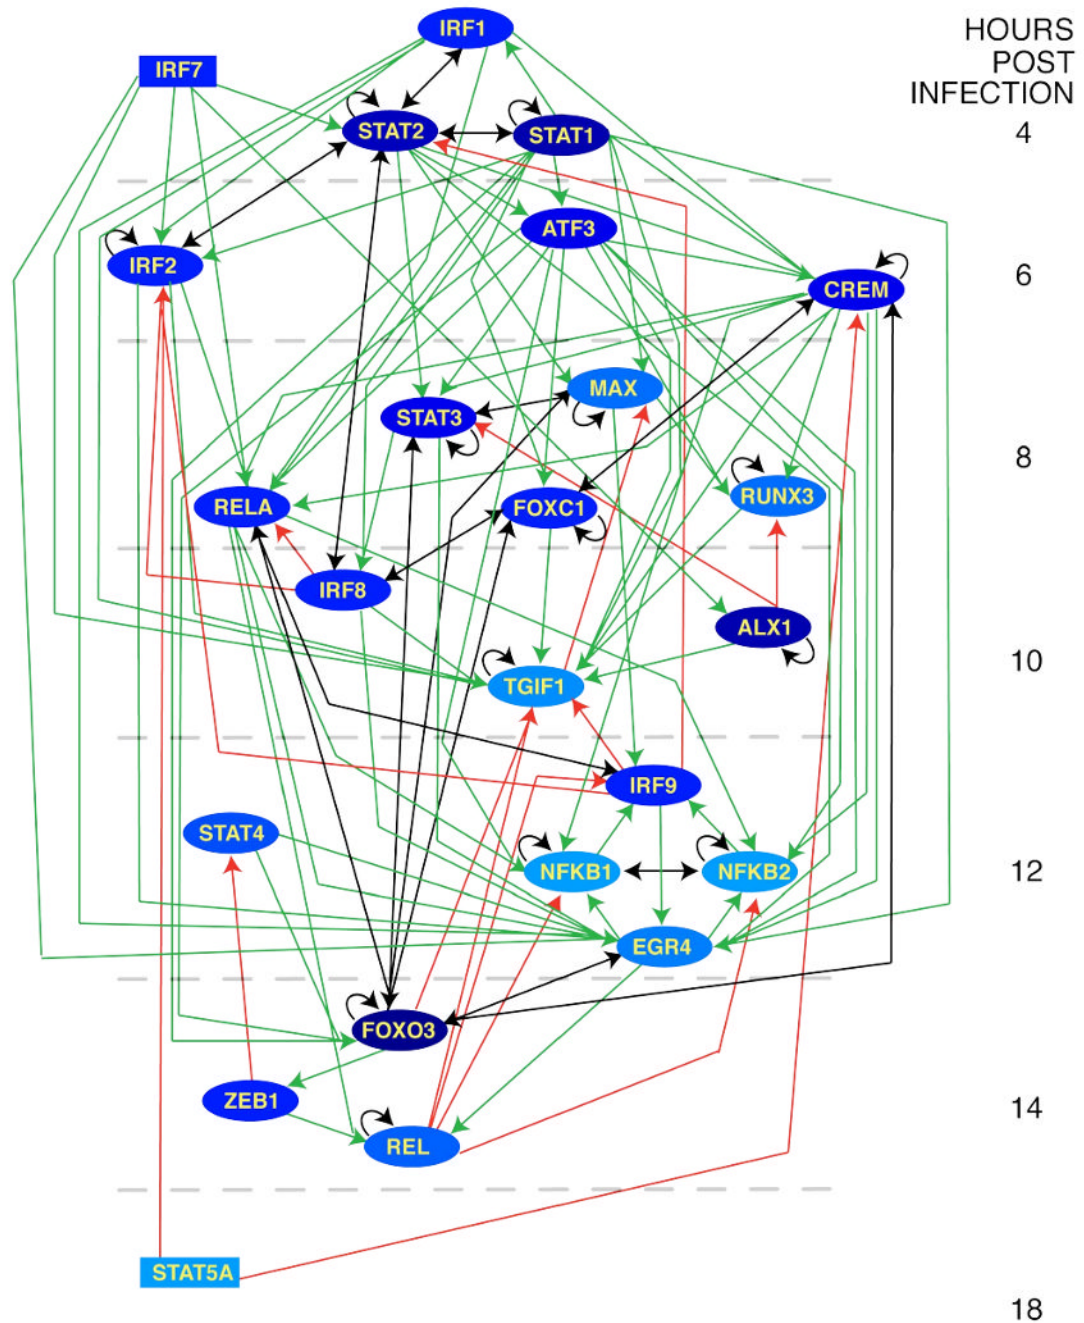 IRF1
HOURS
POST
INFECTION
IRF7
STAT2
STAT1
4
ATF3
IRF2
6
CREM
MAX
STAT3
8
RELA
FOXC1
RUNX3
IRF8
ALX1
10
TGIF1
IRF9
STAT4
NFKB1
NFKB2
12
EGR4
FOXO3
ZEB1
14
REL
STAT5A
18